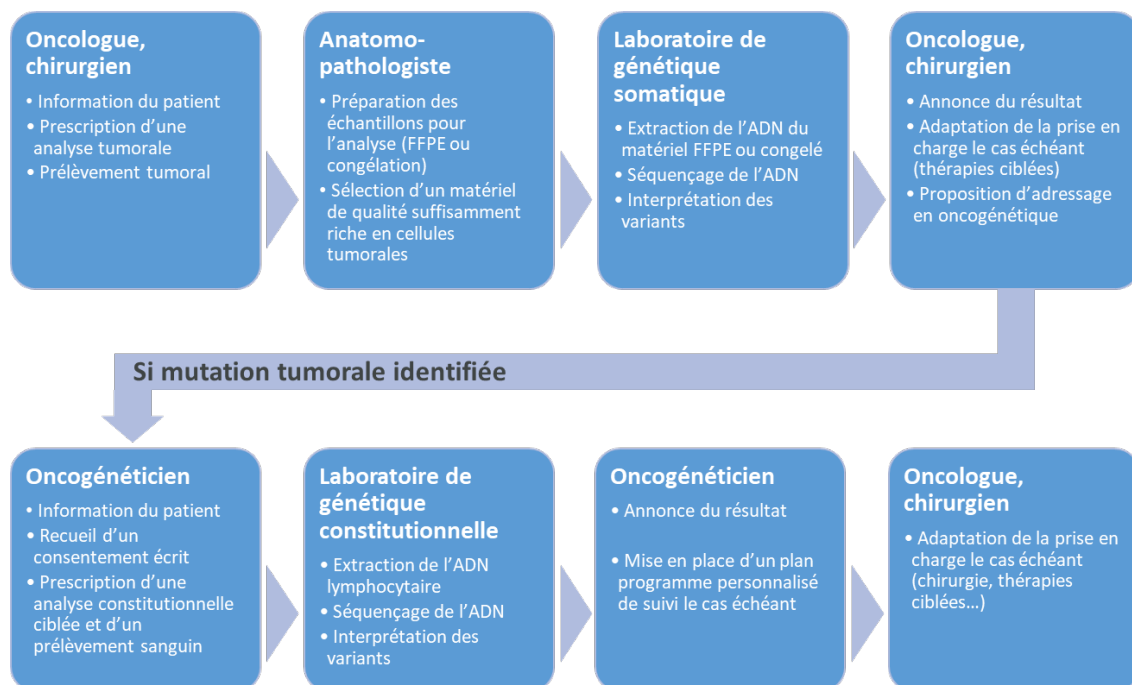 Oncologue,
chirurgien
• Information du patient
• Prescription d'une
analyse tumorale
• Prélèvement tumoral
Anatomo-
pathologiste
• Préparation des
échantillons pour
l'analyse (FFPE ou
congélation)
• Sélection d'un matériel
de qualité suffisamment
riche en cellules
tumorales
Laboratoire de
génétique
somatique
• Extraction de l'ADN du
matériel FFPE ou congelé
• Séquençage de l'ADN
• Interprétation des
variants
Oncologue,
chirurgien
• Annonce du résultat
• Adaptation de la prise en
charge le cas échéant
(thérapies ciblées)
• Proposition d'adressage
en oncogénétique
Si mutation tumorale identifiée
Oncogénéticien
• Information du patient
• Recueil d'un
consentement écrit
• Prescription d'une
analyse constitutionnelle
ciblée et d'un
prélèvement sanguin
Laboratoire de
génétique
constitutionnelle
• Extraction de l'ADN
lymphocytaire
• Séquençage de l'ADN
• Interprétation des
variants
Oncogénéticien
• Annonce du résultat
• Mise en place d'un plan
programme personnalisé
de suivi le cas échéant
Oncologue,
chirurgien
• Adaptation de la prise en
charge le cas échéant
(chirurgie, thérapies
ciblées...)